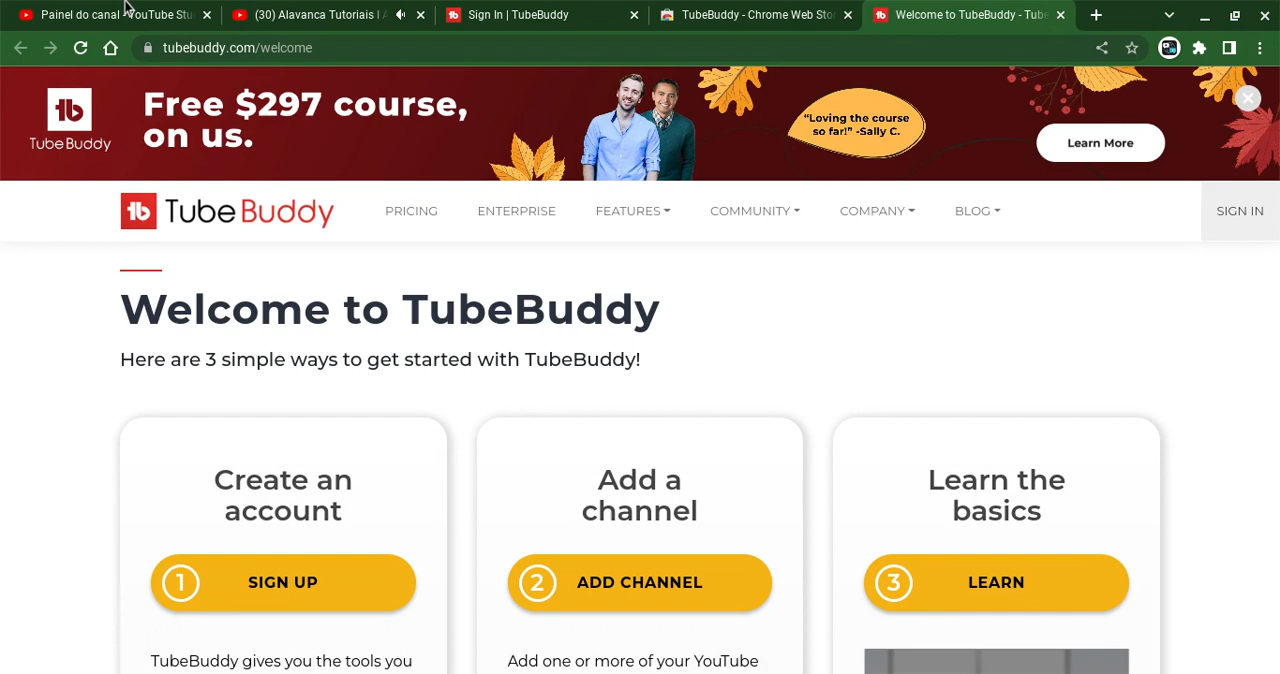 Painel do canal - YouTube Stu
(30) Alavanca Tutoriais | A
Sign In | TubeBuddy
TubeBuddy - Chrome Web Stor
Welcome to TubeBuddy - Tube
tubebuddy.com/welcome
TubeBuddy
Free $297 course,
on us.
“Loving the course
so far!” -Sally C.
Learn More
TubeBuddy
PRICING
ENTERPRISE
FEATURES
COMMUNITY
COMPANY
BLOG
SIGN IN
Welcome to TubeBuddy
Here are 3 simple ways to get started with TubeBuddy!
Create an
account
1 SIGN UP
TubeBuddy gives you the tools you
Add a
channel
2 ADD CHANNEL
Add one or more of your YouTube
Learn the
basics
3 LEARN